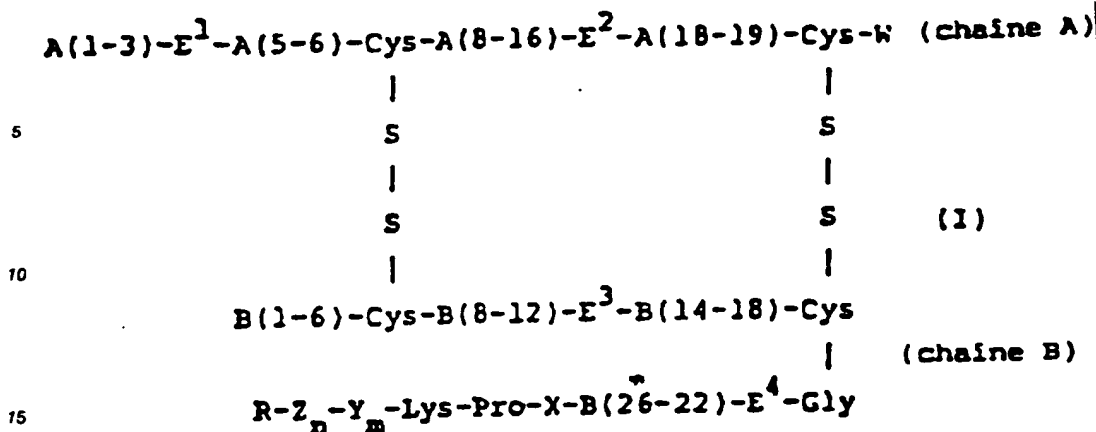 A(1-3)-E¹-A(5-6)-Cys-A(8-16)-E²-A(18-19)-Cys-W (chaine A)
| |
5 S S
| |
S S (I)
10 | |
B(1-6)-Cys-B(8-12)-E³-B(14-18)-Cys
| (chaîne B)
15 R-Zₙ-Yₘ-Lys-Pro-X-B(26-22)-E⁴-Gly